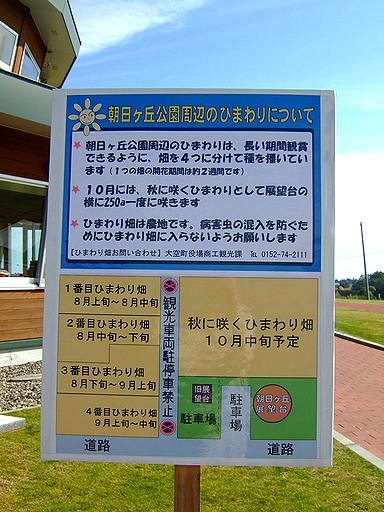 朝日ヶ丘公園周辺のひまわりについて
★朝日ヶ丘公園周辺のひまわりは、長い期間観賞
できるように、畑を4つに分けて種を播いてい
ます（1つの畑の開花期間は約2週間です）
★10月には、秋に咲くひまわりとして展望台の
横に250a一度に咲きます
★ひまわり畑は農地です。病害虫の混入を防ぐた
めにひまわり畑に入らないようお願いします
【ひまわり畑お問い合わせ】大空町役場商工観光課 TEL 0152-74-2111
1番目ひまわり畑
8月上旬～8月中旬
2番目ひまわり畑
8月中旬～下旬
3番目ひまわり畑
8月下旬～9月上旬
4番目ひまわり畑
9月上旬～中旬
道路
観光車両駐停車禁止
秋に咲くひまわり畑
10月中旬予定
旧展
望台
駐車場
駐車場
朝日ヶ丘
展望台
道路